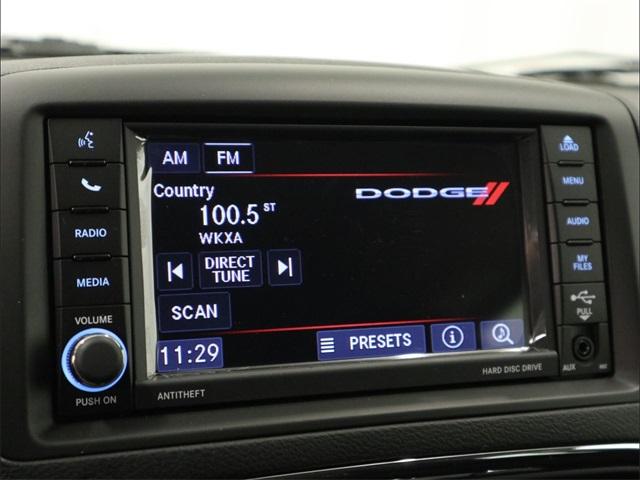 AM FM
Country
100.5 ST
WKXA
DIRECT
TUNE
SCAN
11:29
PRESETS
DODGE
RADIO
MEDIA
VOLUME
PUSH ON
ANTITHEFT
HARD DISC DRIVE
LOAD
MENU
AUDIO
MY
FILES
PULL
AUX